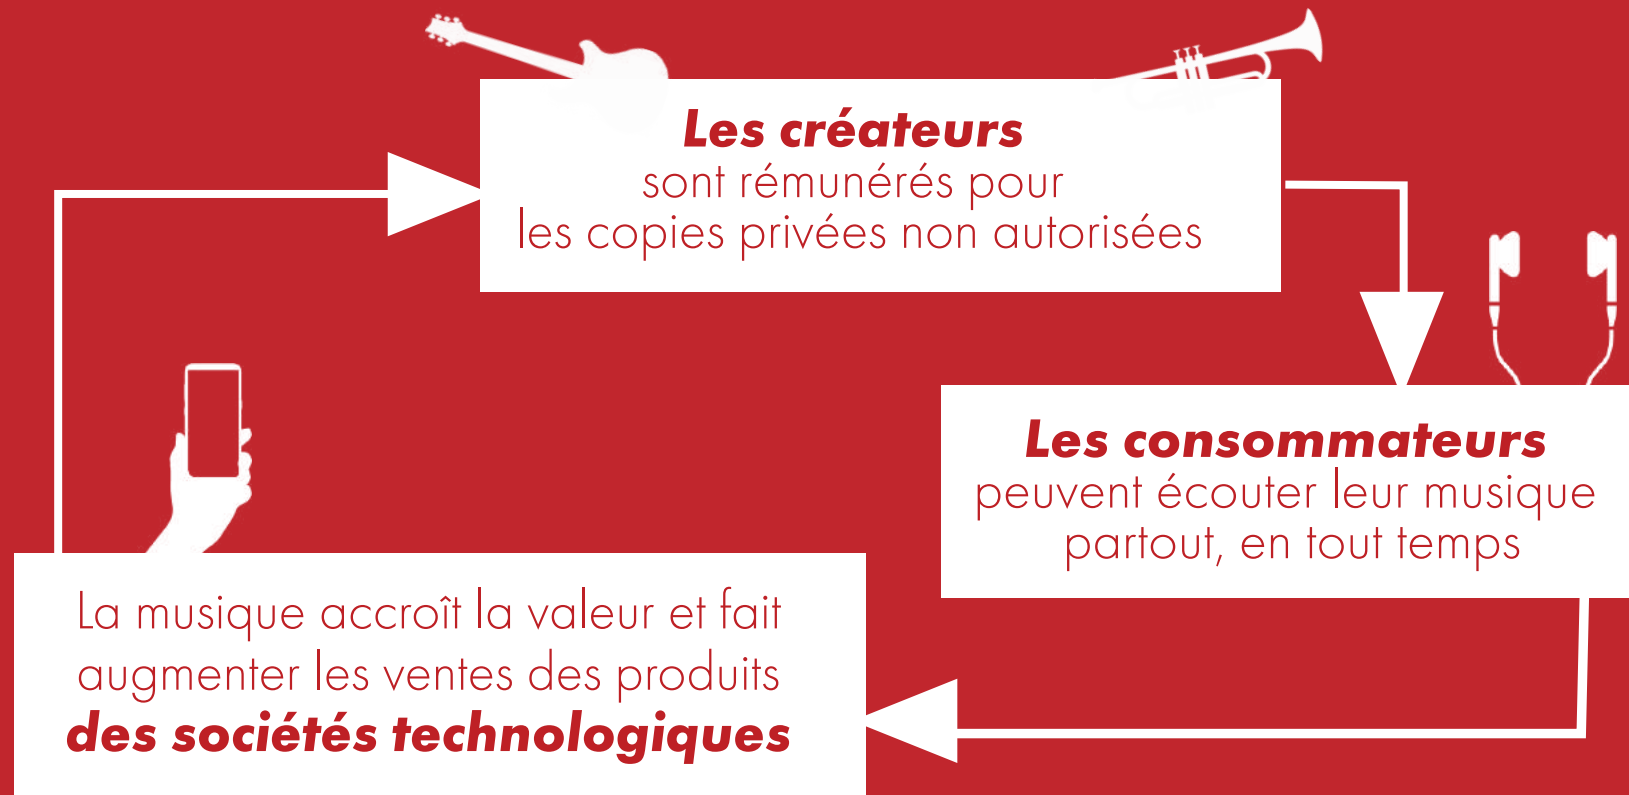 Les créateurs
sont rémunérés pour
les copies privées non autorisées
Les consommateurs
peuvent écouter leur musique
partout, en tout temps
La musique accroît la valeur et fait
augmenter les ventes des produits
des sociétés technologiques